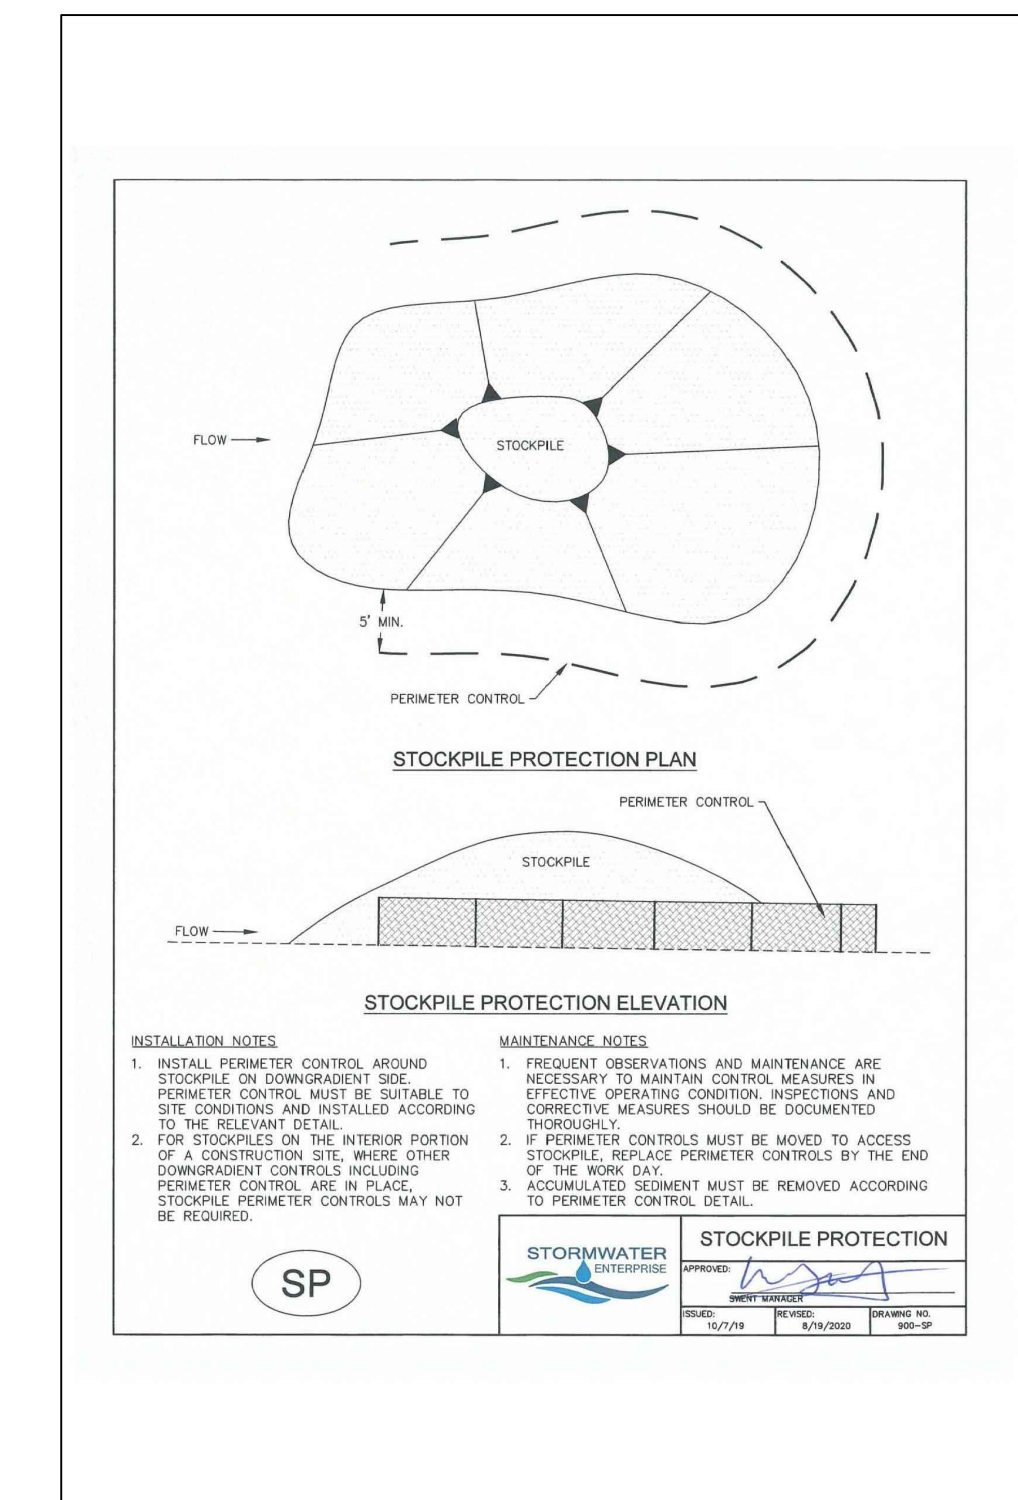 FLOW
STOCKPILE
5' MIN.
PERIMETER CONTROL
STOCKPILE PROTECTION PLAN
PERIMETER CONTROL
STOCKPILE
FLOW
STOCKPILE PROTECTION ELEVATION
INSTALLATION NOTES
1. INSTALL PERIMETER CONTROL AROUND
STOCKPILE ON DOWNGRADIENT SIDE.
PERIMETER CONTROL MUST BE SUITABLE TO
SITE CONDITIONS AND INSTALLED ACCORDING
TO THE RELEVANT DETAIL.
2. FOR STOCKPILES ON THE INTERIOR PORTION
OF A CONSTRUCTION SITE, WHERE OTHER
DOWNGRADIENT CONTROLS INCLUDING
PERIMETER CONTROL ARE IN PLACE,
STOCKPILE PERIMETER CONTROLS MAY NOT
BE REQUIRED.
MAINTENANCE NOTES
1. FREQUENT OBSERVATIONS AND MAINTENANCE ARE
NECESSARY TO MAINTAIN CONTROL MEASURES IN
EFFECTIVE OPERATING CONDITION. INSPECTIONS AND
CORRECTIVE MEASURES SHOULD BE DOCUMENTED
THOROUGHLY.
2. IF PERIMETER CONTROLS MUST BE MOVED TO ACCESS
STOCKPILE, REPLACE PERIMETER CONTROLS BY THE END
OF THE WORK DAY.
3. ACCUMULATED SEDIMENT MUST BE REMOVED ACCORDING
TO PERIMETER CONTROL DETAIL.
SP
STORMWATER
ENTERPRISE
STOCKPILE PROTECTION
APPROVED:
SWENT MANAGER
ISSUED:
10/7/19
REVISED:
8/19/2020
DRAWING NO.
900-SP